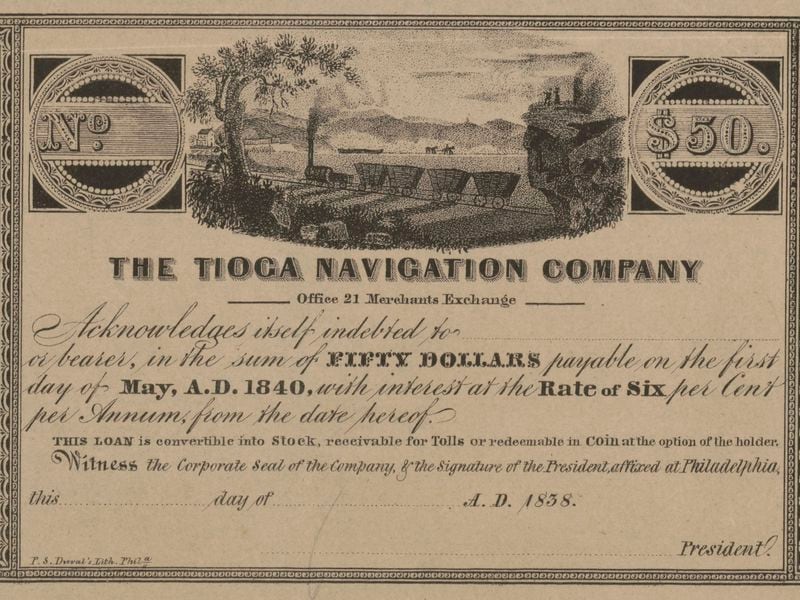 Nº
$50.
THE TIOGA NAVIGATION COMPANY
Office 21 Merchants Exchange
Acknowledges itself indebted to
or bearer, in the sum of FIFTY DOLLARS payable on the first
day of May, A.D. 1840, with interest at the Rate of Six per Cent
per Annum, from the date hereof.
THIS LOAN is convertible into Stock, receivable for Tolls or redeemable in Coin at the option of the holder.
Witness the Corporate Seal of the Company, & the Signature of the President, affixed at Philadelphia,
this day of A. D. 1838.
President.
P. S. Duval's Lith. Philª